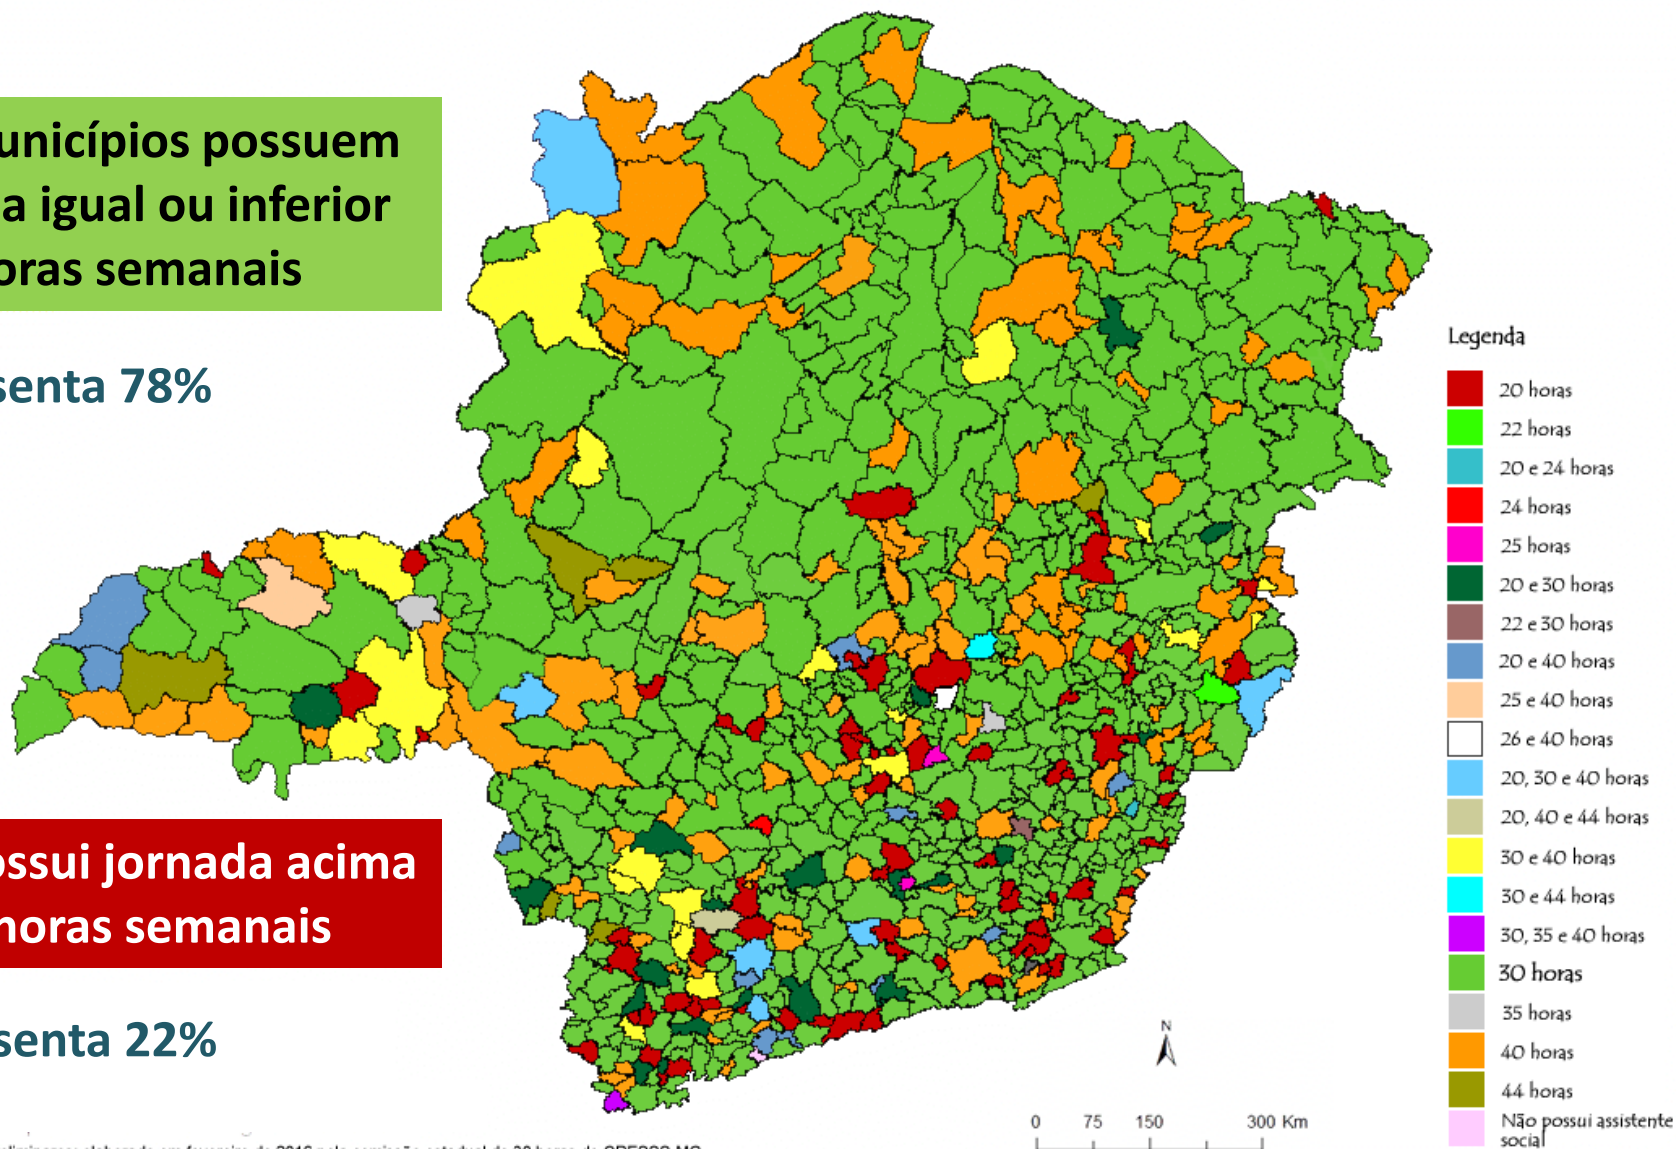 unicípios possuem
a igual ou inferior
oras semanais
senta 78%
ossui jornada acima
horas semanais
senta 22%
Legenda
20 horas
22 horas
20 e 24 horas
24 horas
25 horas
20 e 30 horas
22 e 30 horas
20 e 40 horas
25 e 40 horas
26 e 40 horas
20, 30 e 40 horas
20, 40 e 44 horas
30 e 40 horas
30 e 44 horas
30, 35 e 40 horas
30 horas
35 horas
40 horas
44 horas
Não possui assistente
social
N
0 75 150 300 Km